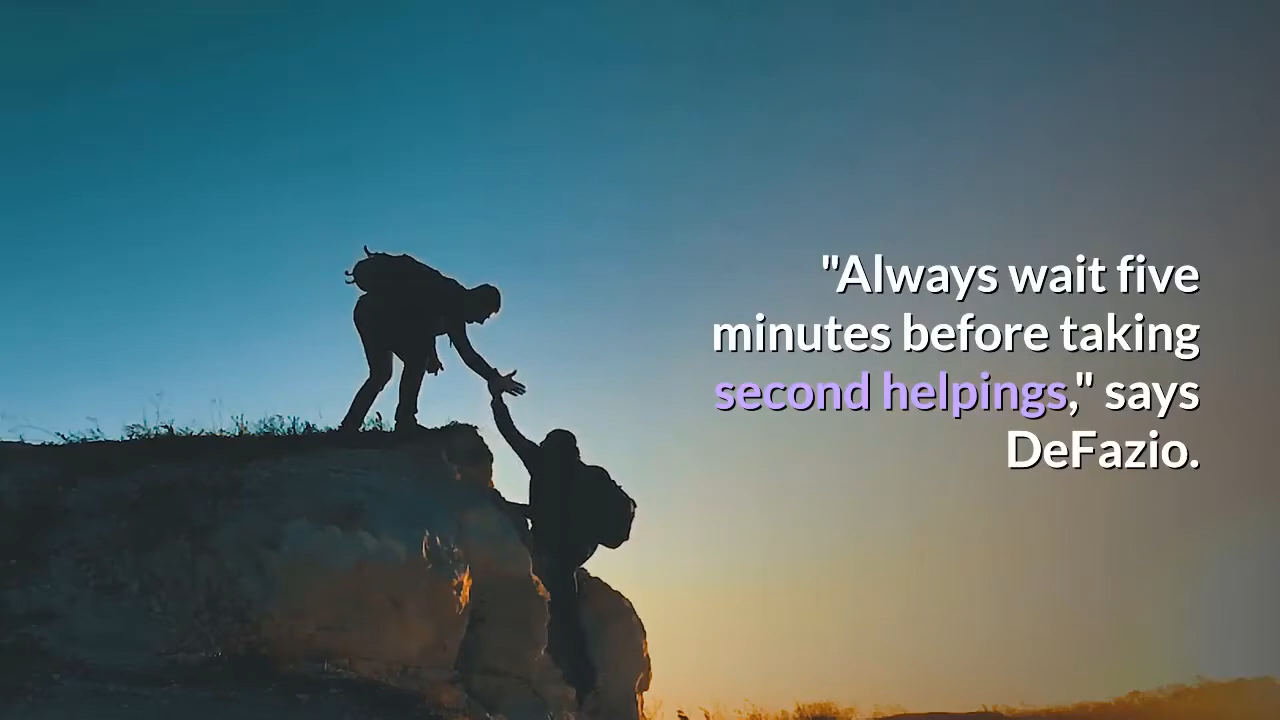 "Always wait five
minutes before taking
second helpings," says
DeFazio.